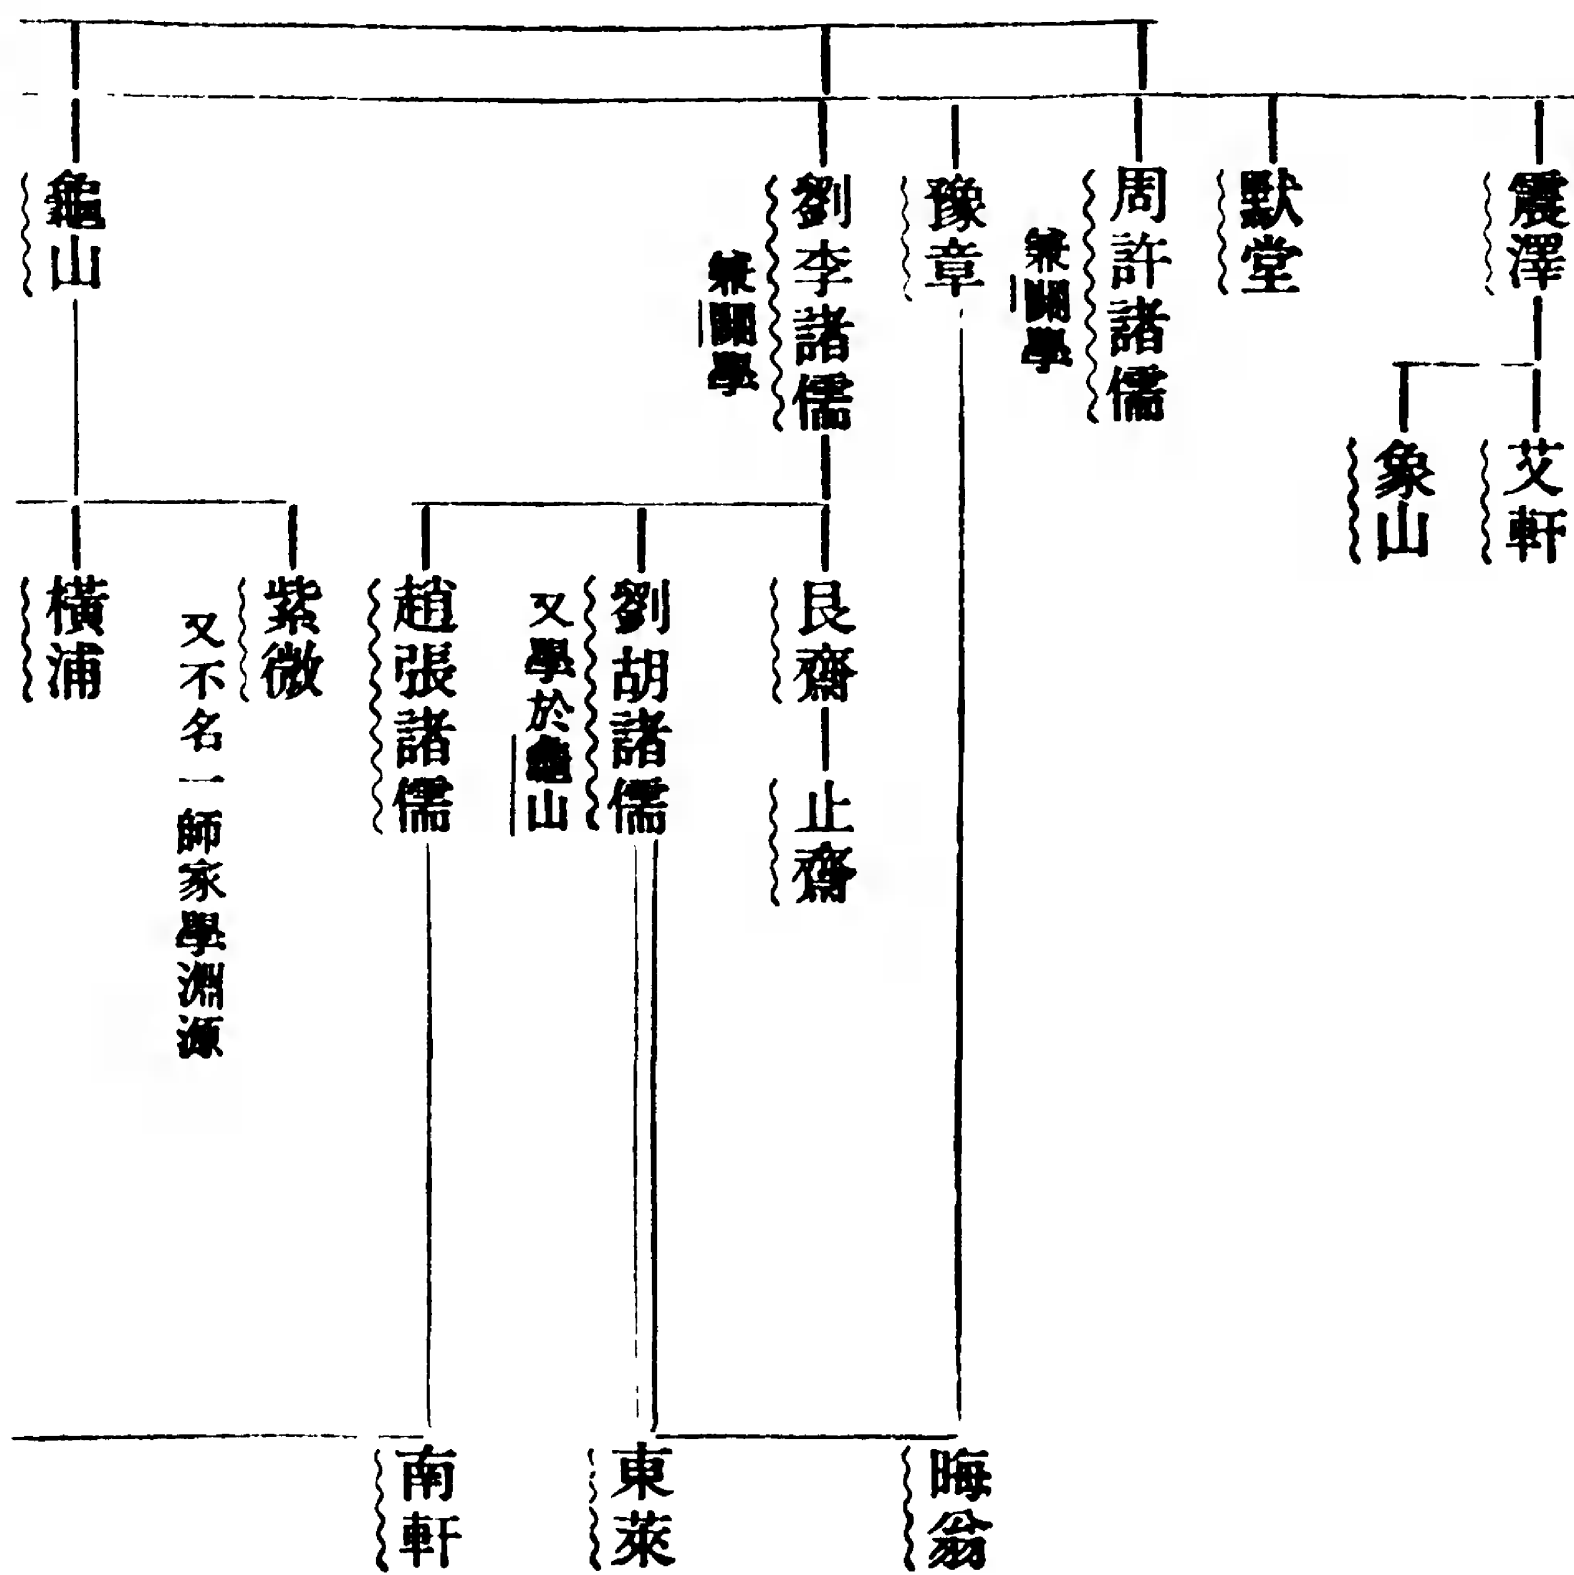 震澤
艾軒
象山
默堂
周許諸儒
兼關學
豫章
晦翁
劉李諸儒
兼關學
艮齋
止齋
劉胡諸儒
又學於龜山
東萊
趙張諸儒
南軒
紫微
又不名一師家學淵源
龜山
橫浦